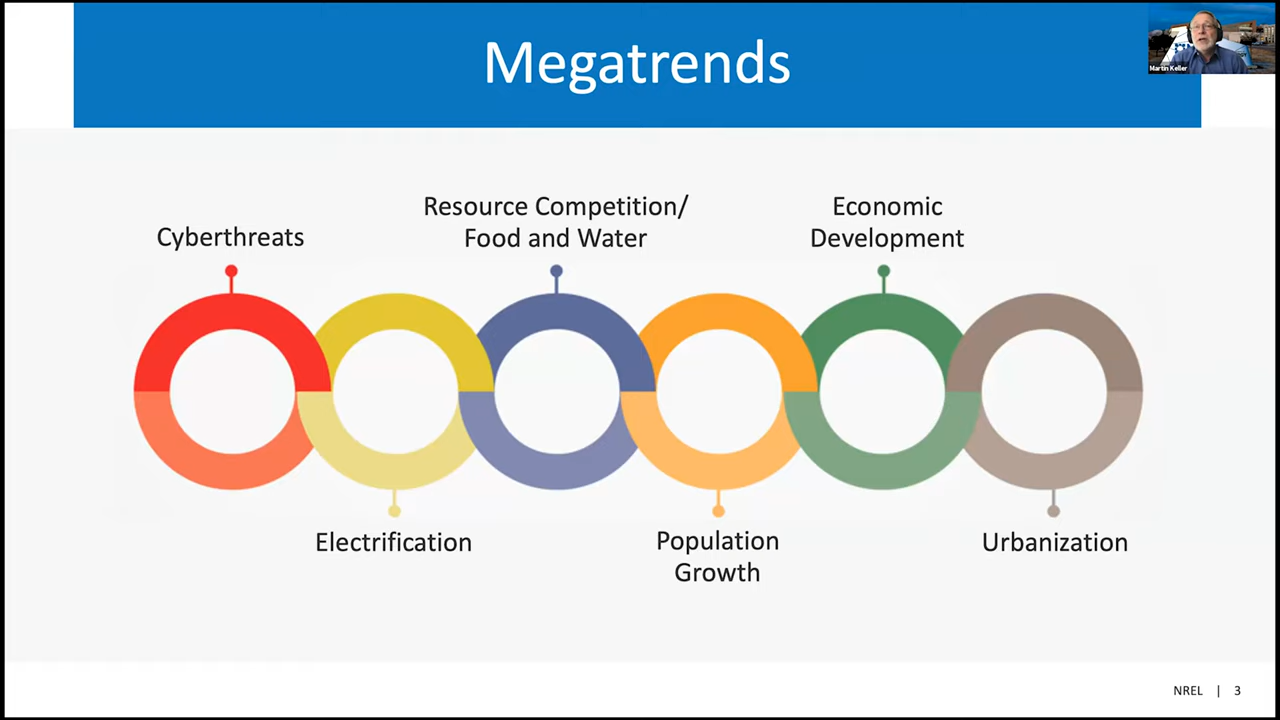 Megatrends
Martin Keller
Cyberthreats
Resource Competition/
Food and Water
Economic
Development
Electrification
Population
Growth
Urbanization
NREL | 3